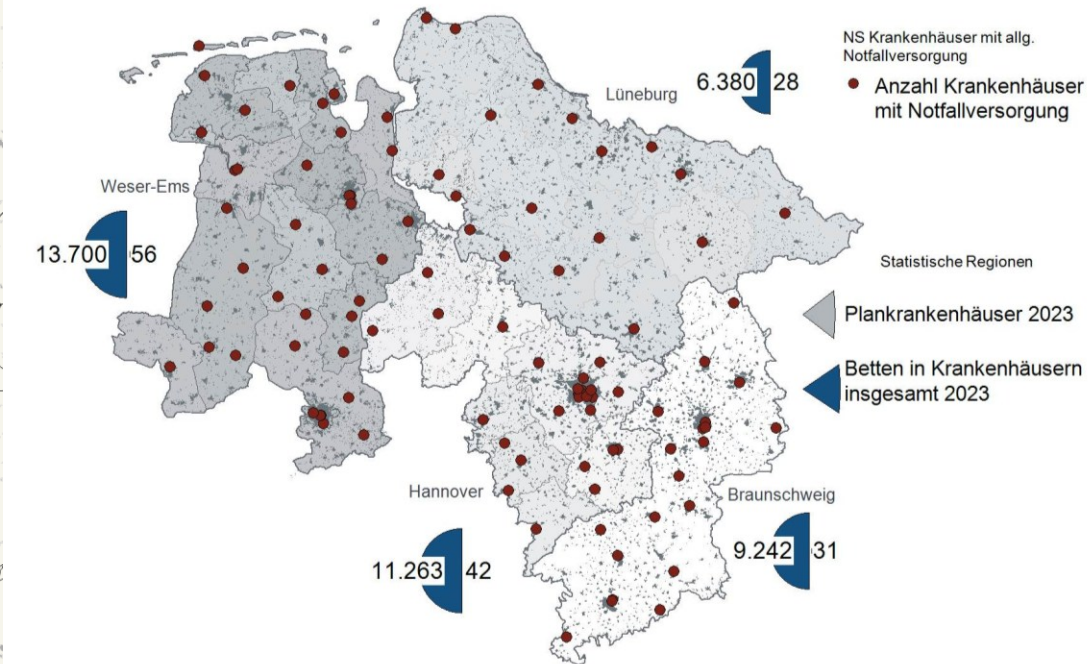 NS Krankenhäuser mit allg.
Notfallversorgung
Anzahl Krankenhäuser
mit Notfallversorgung
Lüneburg
6.380 28
Weser-Ems
13.700 56
Statistische Regionen
Plankrankenhäuser 2023
Betten in Krankenhäusern
insgesamt 2023
Hannover
11.263 42
Braunschweig
9.242 31